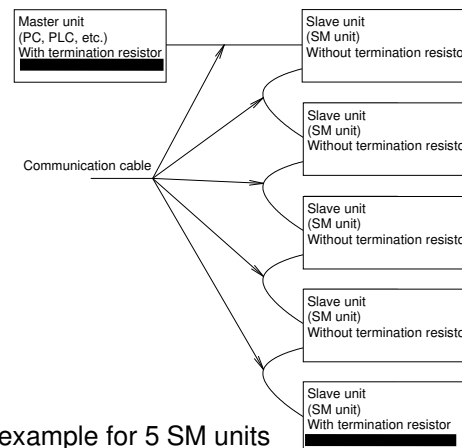 Master unit
(PC, PLC, etc.)
With termination resistor
Slave unit
(SM unit)
Without termination resisto
Slave unit
(SM unit)
Without termination resisto
Communication cable
Slave unit
(SM unit)
Without termination resisto
Slave unit
(SM unit)
Without termination resisto
Slave unit
(SM unit)
With termination resistor
example for 5 SM units